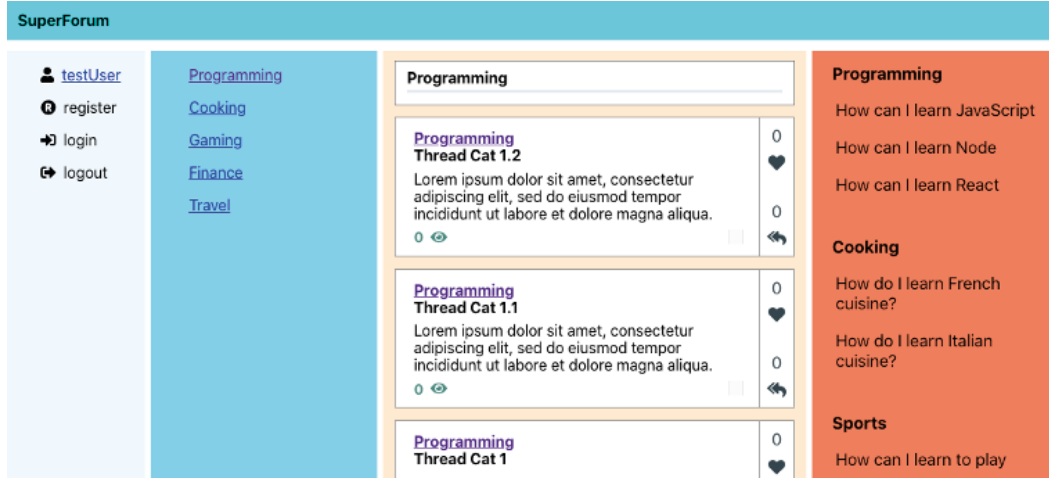 SuperForum
testUser
register
login
logout
Programming
Cooking
Gaming
Finance
Travel
Programming
Programming
Thread Cat 1.2
Lorem ipsum dolor sit amet, consectetur
adipiscing elit, sed do eiusmod tempor
incididunt ut labore et dolore magna aliqua.
0
0
0
Programming
Thread Cat 1.1
Lorem ipsum dolor sit amet, consectetur
adipiscing elit, sed do eiusmod tempor
incididunt ut labore et dolore magna aliqua.
0
0
0
Programming
Thread Cat 1
0
Programming
How can I learn JavaScript
How can I learn Node
How can I learn React
Cooking
How do I learn French
cuisine?
How do I learn Italian
cuisine?
Sports
How can I learn to play